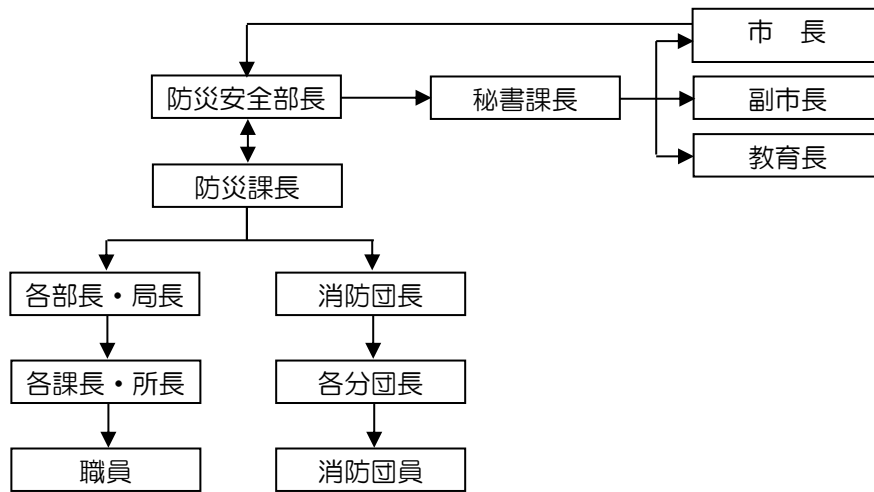 市　長
防災安全部長
秘書課長
副市長
教育長
防災課長
各部長・局長
消防団長
各課長・所長
各分団長
職員
消防団員